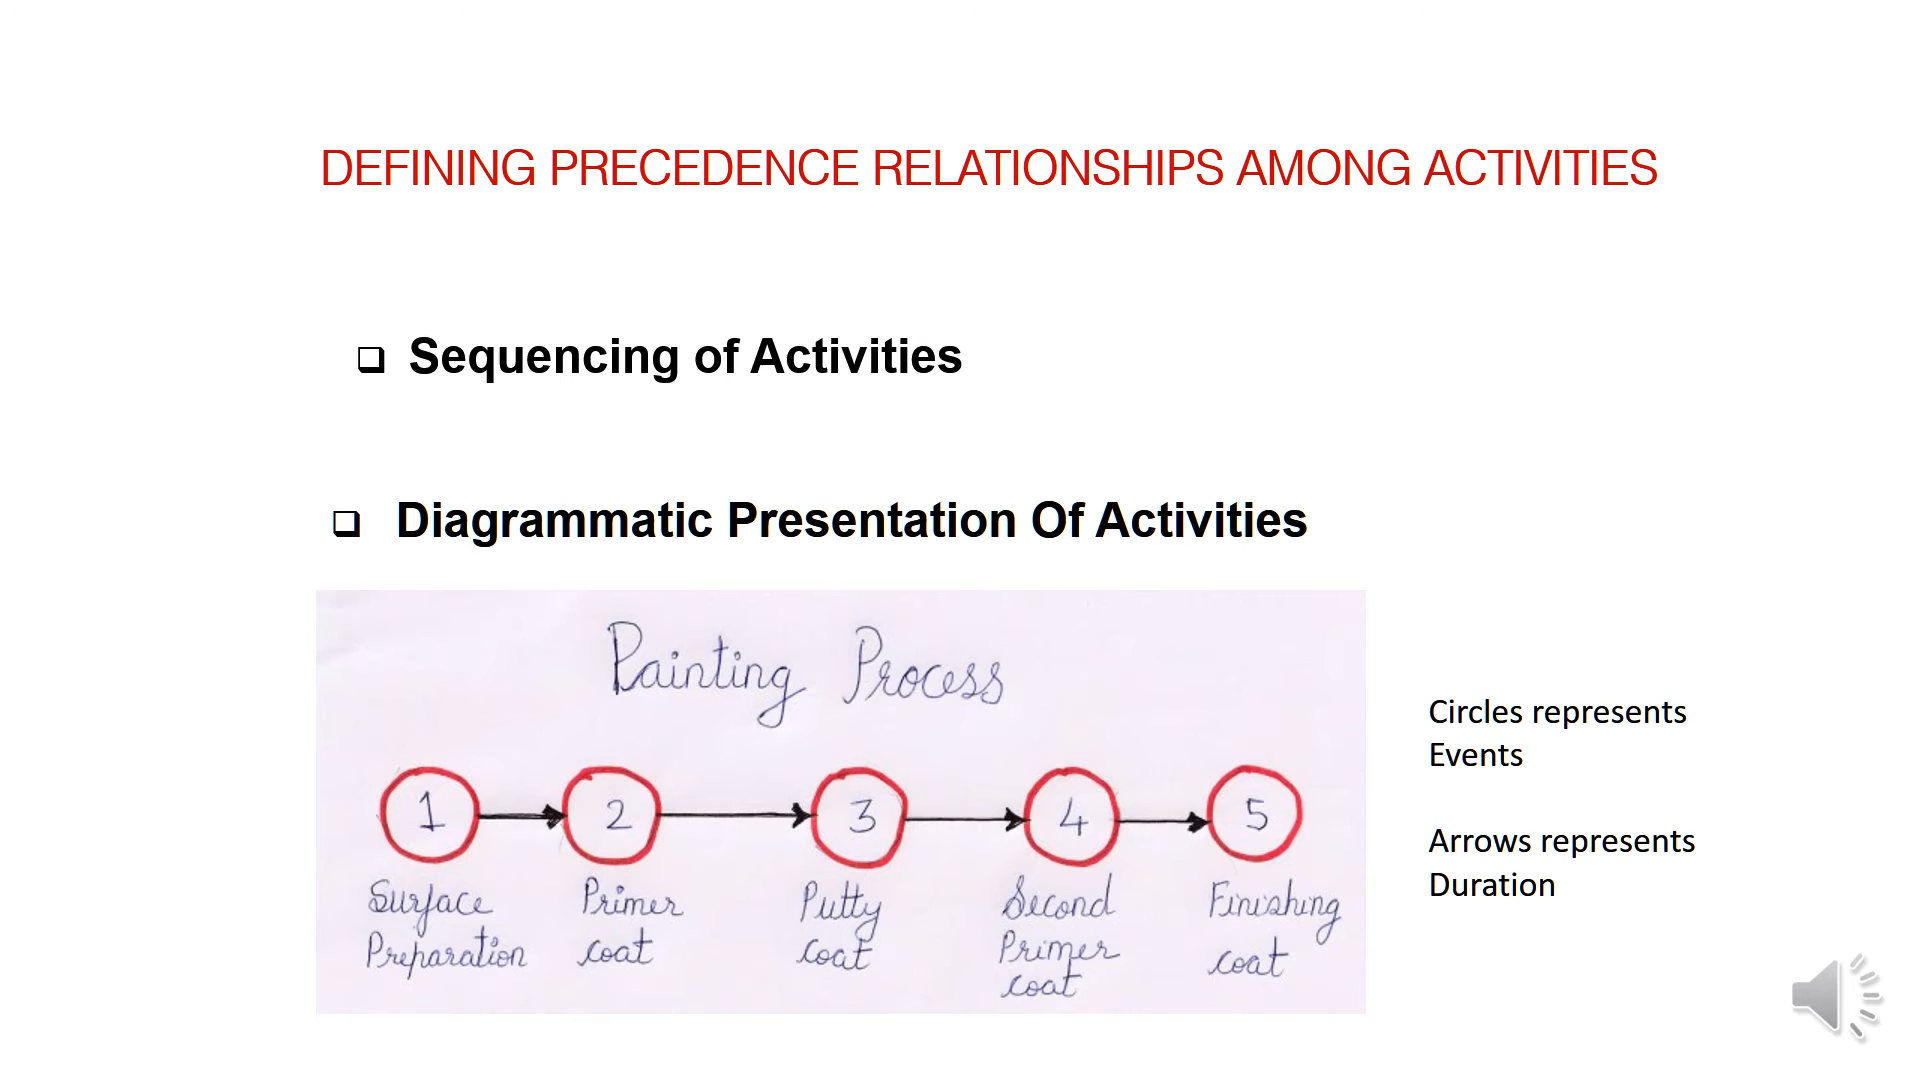 DEFINING PRECEDENCE RELATIONSHIPS AMONG ACTIVITIES
Sequencing of Activities
Diagrammatic Presentation Of Activities
Painting Process
1 2 3 4 5
Surface Primer Putty Second Finishing
Preparation coat coat Primer coat
coat
Circles represents
Events
Arrows represents
Duration